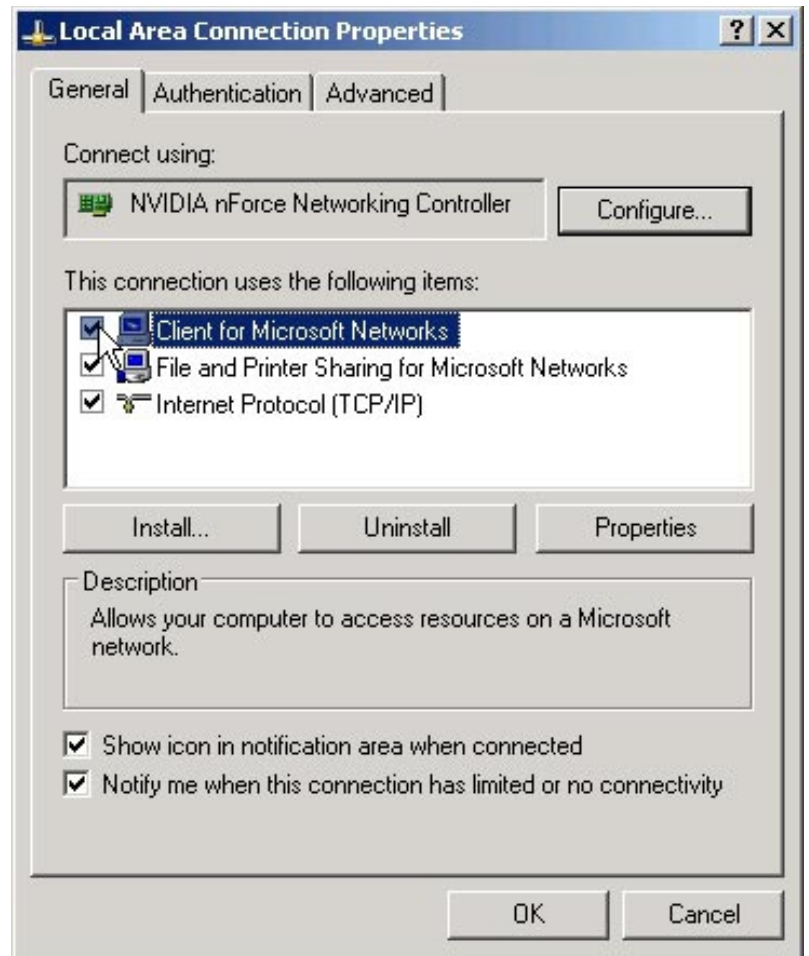 Local Area Connection Properties
?
General Authentication Advanced
Connect using:
NVIDIA nForce Networking Controller
Configure...
This connection uses the following items:
Client for Microsoft Networks
File and Printer Sharing for Microsoft Networks
Internet Protocol (TCP/IP)
Install... Uninstall Properties
Description
Allows your computer to access resources on a Microsoft
network.
Show icon in notification area when connected
Notify me when this connection has limited or no connectivity
OK Cancel